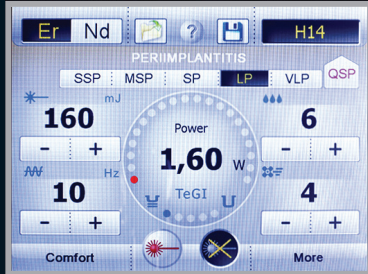 Er Nd ? H14
PERIIMPLANTITIS
SSP MSP SP LP VLP QSP
mJ
160
- +
Power
1,60 W
TeGI
6
- +
Hz
10
- +
4
- +
Comfort
More